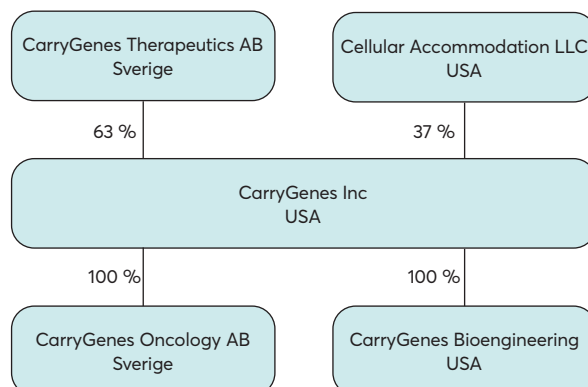 CarryGenes Therapeutics AB
Sverige
Cellular Accommodation LLC
USA
63 %
37 %
CarryGenes Inc
USA
100 %
100 %
CarryGenes Oncology AB
Sverige
CarryGenes Bioengineering
USA